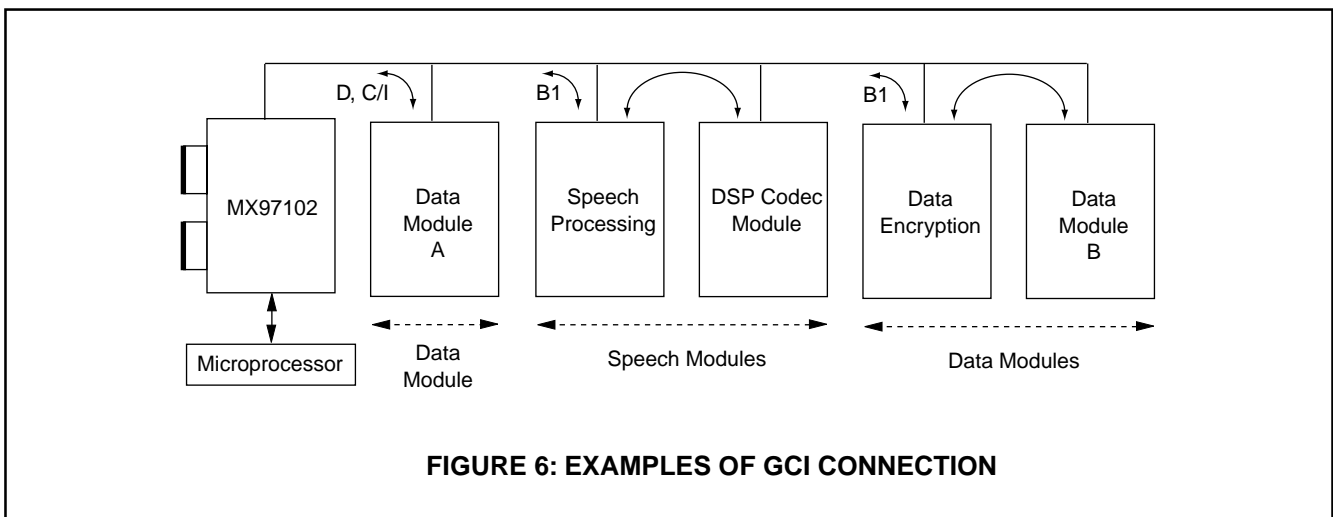 D, C/I
B1
B1
MX97102
Data
Module
A
Speech
Processing
DSP Codec
Module
Data
Encryption
Data
Module
B
Microprocessor
Data
Module
Speech Modules
Data Modules
FIGURE 6: EXAMPLES OF GCI CONNECTION